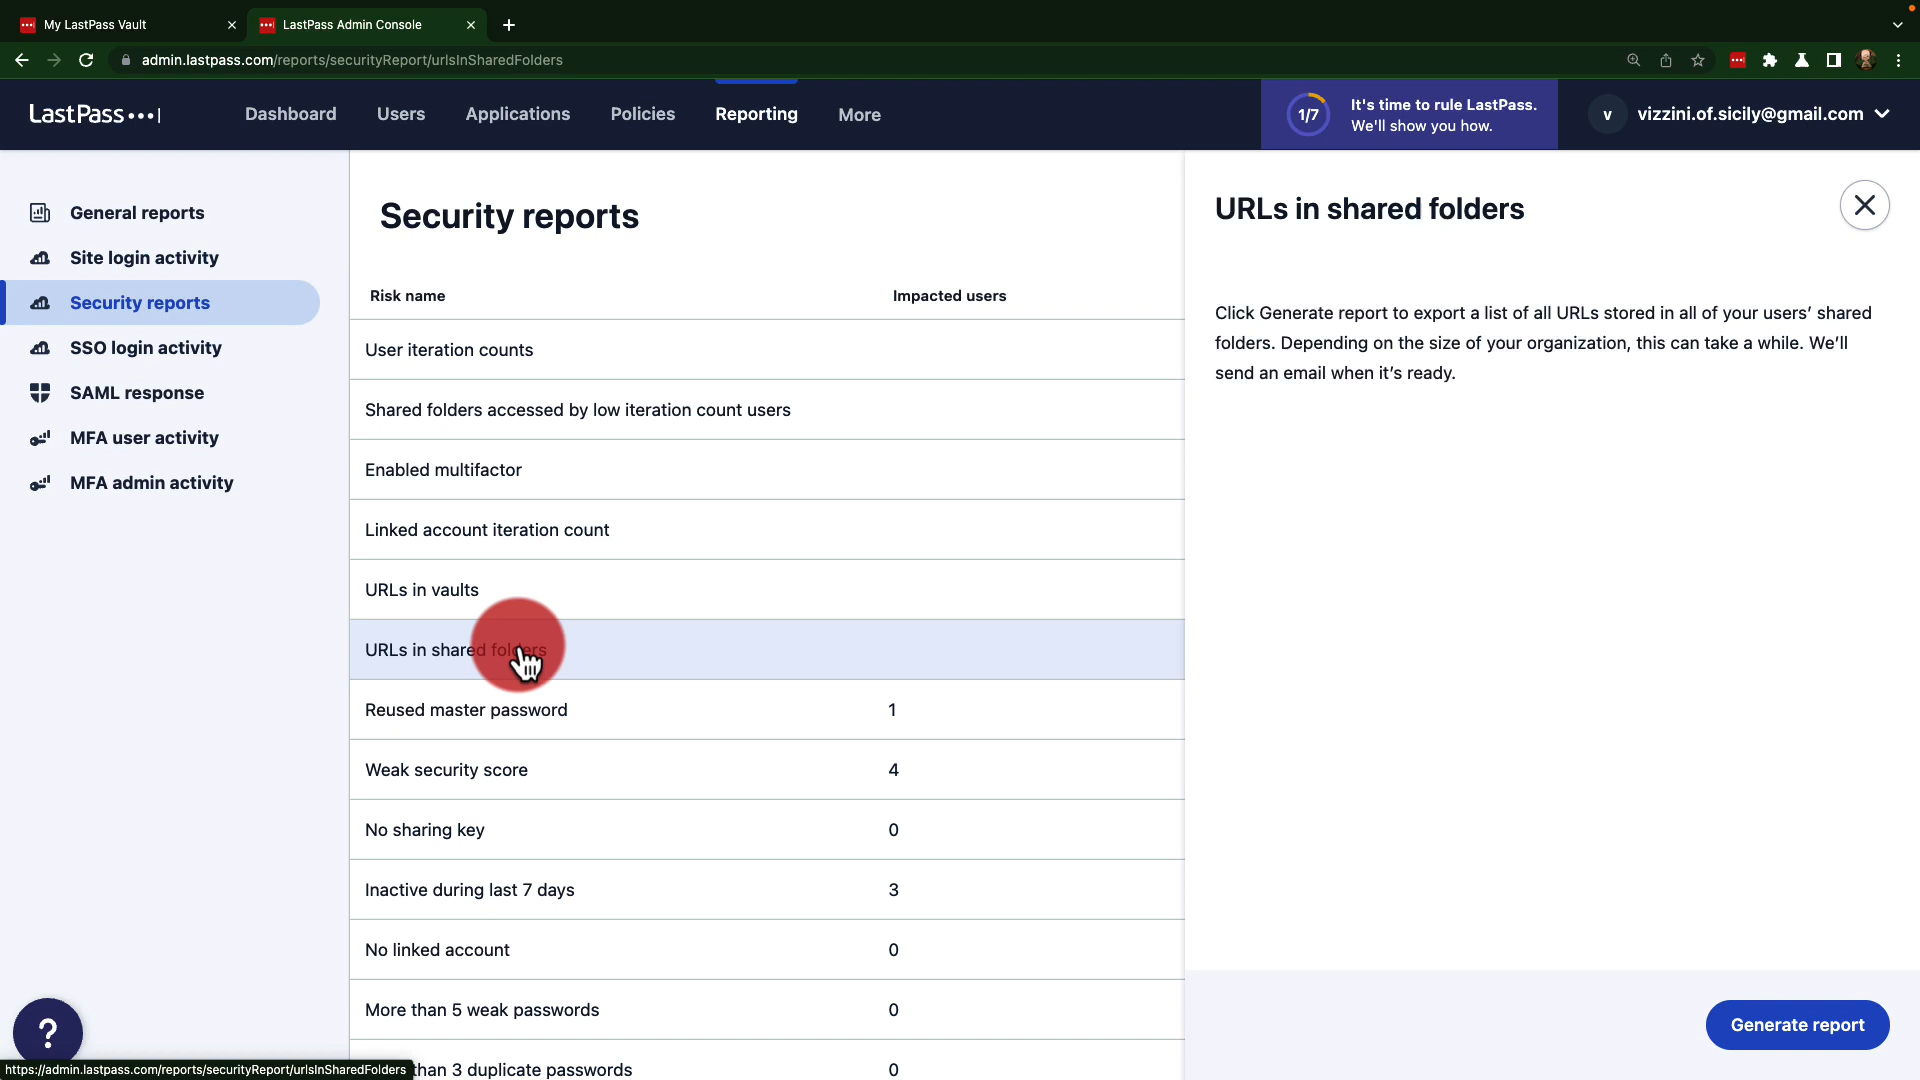 My LastPass Vault
LastPass Admin Console
admin.lastpass.com/reports/securityReport/urlsInSharedFolders
LastPass
Dashboard
Users
Applications
Policies
Reporting
More
1/7
It's time to rule LastPass.
We'll show you how.
v
vizzini.of.sicily@gmail.com
General reports
Site login activity
Security reports
SSO login activity
SAML response
MFA user activity
MFA admin activity
Security reports
Risk name
Impacted users
User iteration counts
Shared folders accessed by low iteration count users
Enabled multifactor
Linked account iteration count
URLs in vaults
URLs in shared folders
Reused master password
1
Weak security score
4
No sharing key
0
Inactive during last 7 days
3
No linked account
0
More than 5 weak passwords
0
than 3 duplicate passwords
0
URLs in shared folders
Click Generate report to export a list of all URLs stored in all of your users’ shared
folders. Depending on the size of your organization, this can take a while. We’ll
send an email when it’s ready.
Generate report
?
https://admin.lastpass.com/reports/securityReport/urlsInSharedFolders